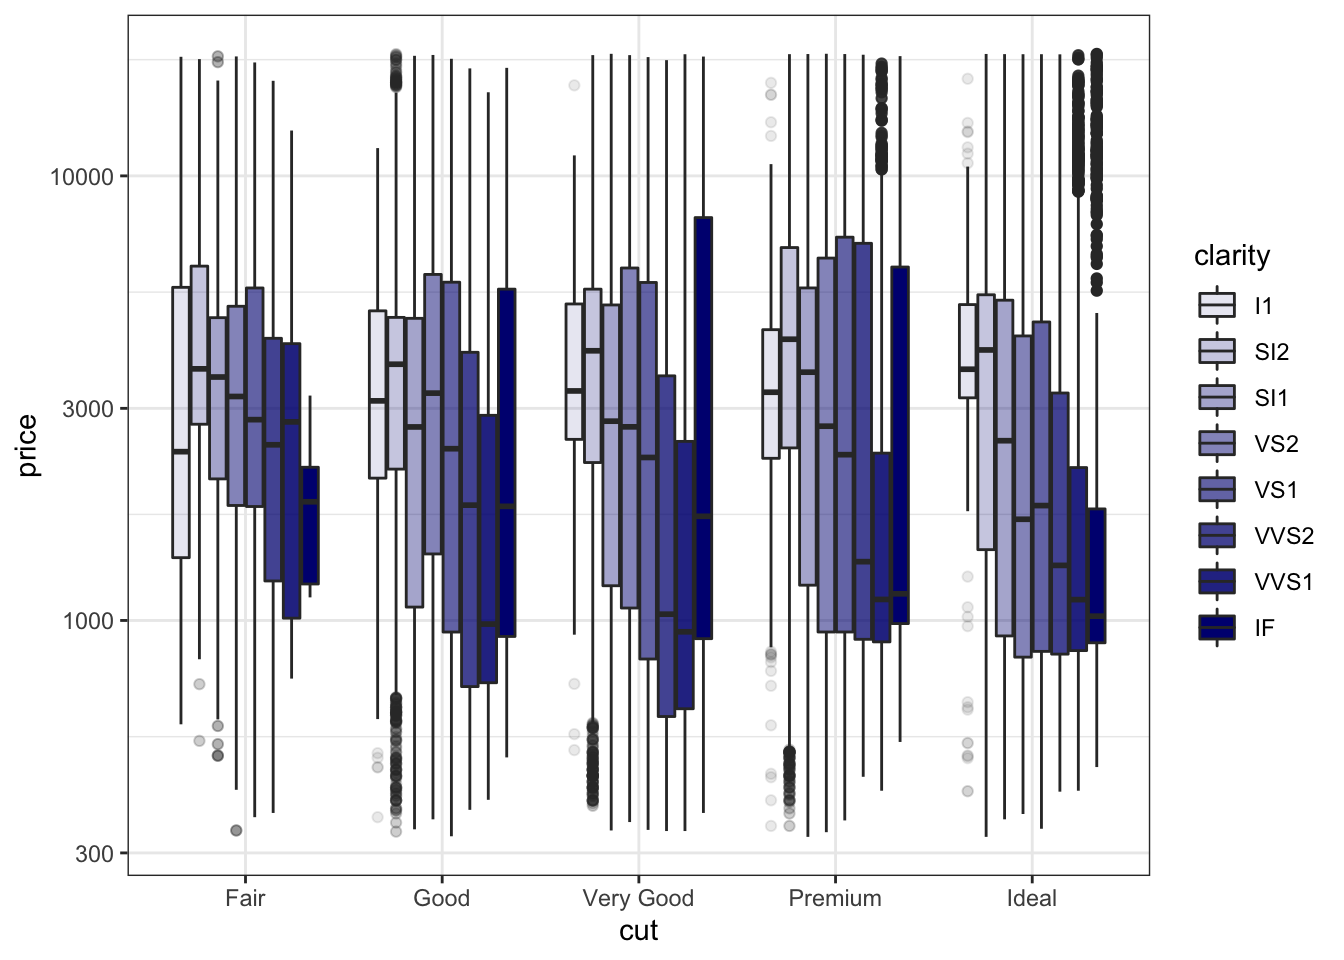 price
10000
3000
1000
300
Fair
Good
Very Good
Premium
Ideal
cut
clarity
I1
SI2
SI1
VS2
VS1
VVS2
VVS1
IF